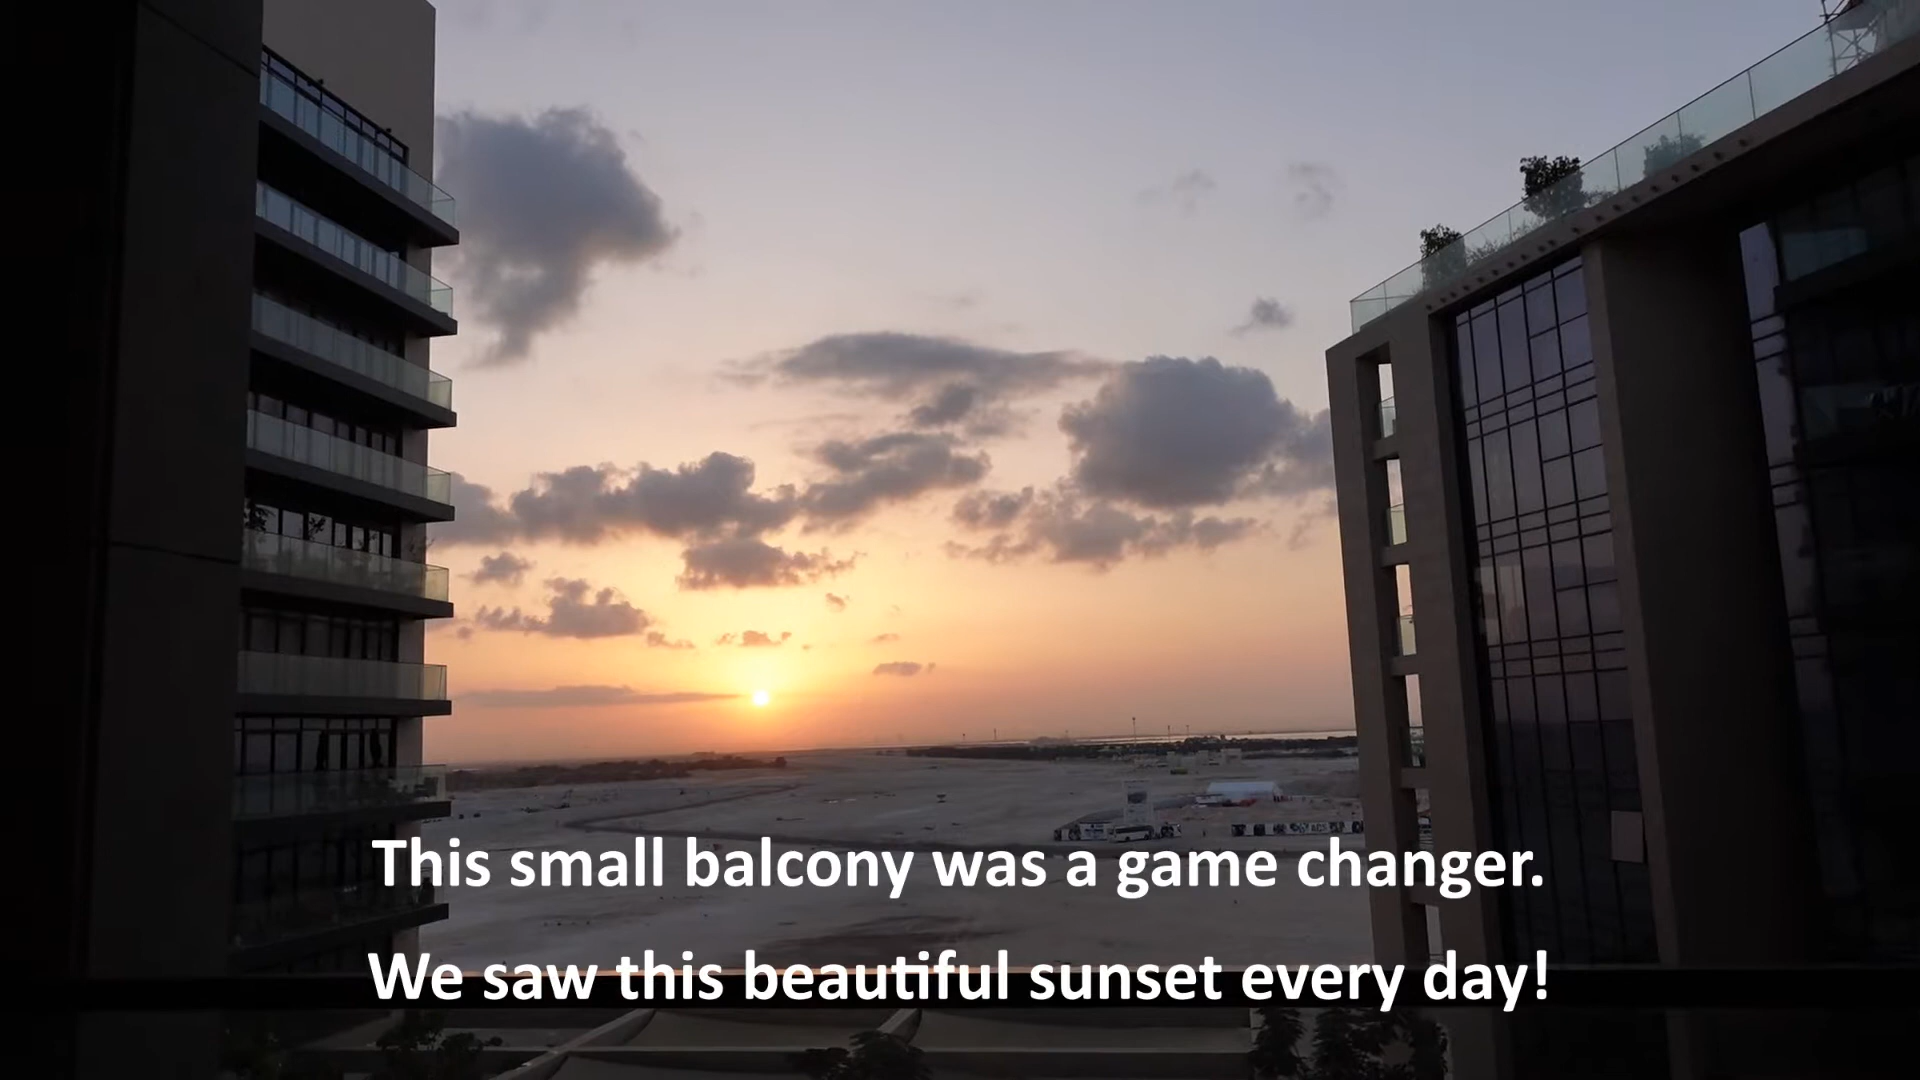 This small balcony was a game changer.
We saw this beautiful sunset every day!